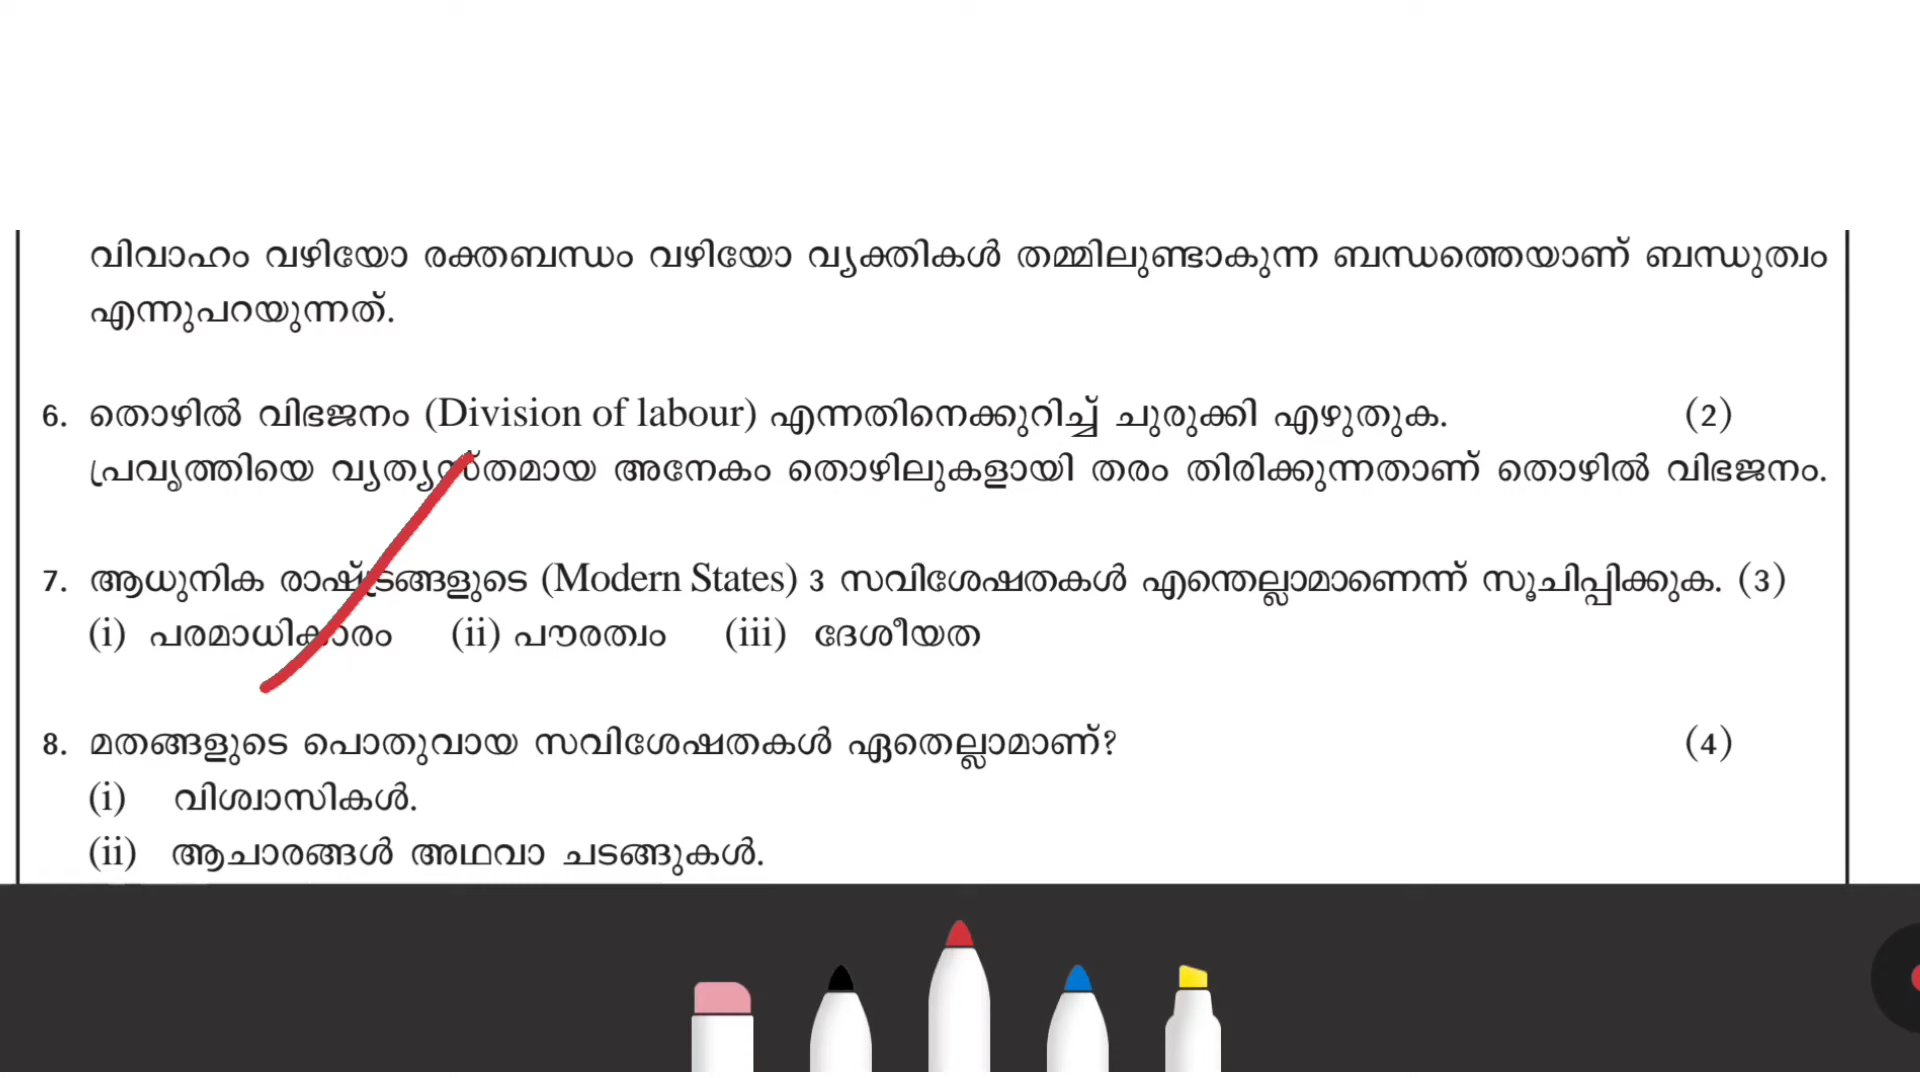 വിവാഹം വഴിയോ രക്തബന്ധം വഴിയോ വ്യക്തികൾ തമ്മിലുണ്ടാകുന്ന ബന്ധത്തെയാണ് ബന്ധുത്വം
എന്നുപറയുന്നത്.
6. തൊഴിൽ വിഭജനം (Division of labour) എന്നതിനെക്കുറിച്ച് ചുരുക്കി എഴുതുക. (2)
പ്രവൃത്തിയെ വ്യത്യസ്തമായ അനേകം തൊഴിലുകളായി തരം തിരിക്കുന്നതാണ് തൊഴിൽ വിഭജനം.
7. ആധുനിക രാഷ്ട്രങ്ങളുടെ (Modern States) 3 സവിശേഷതകൾ എന്തെല്ലാമാണെന്ന് സൂചിപ്പിക്കുക. (3)
(i) പരമാധികാരം (ii) പൗരത്വം (iii) ദേശീയത
8. മതങ്ങളുടെ പൊതുവായ സവിശേഷതകൾ ഏതെല്ലാമാണ്? (4)
(i) വിശ്വാസികൾ.
(ii) ആചാരങ്ങൾ അഥവാ ചടങ്ങുകൾ.